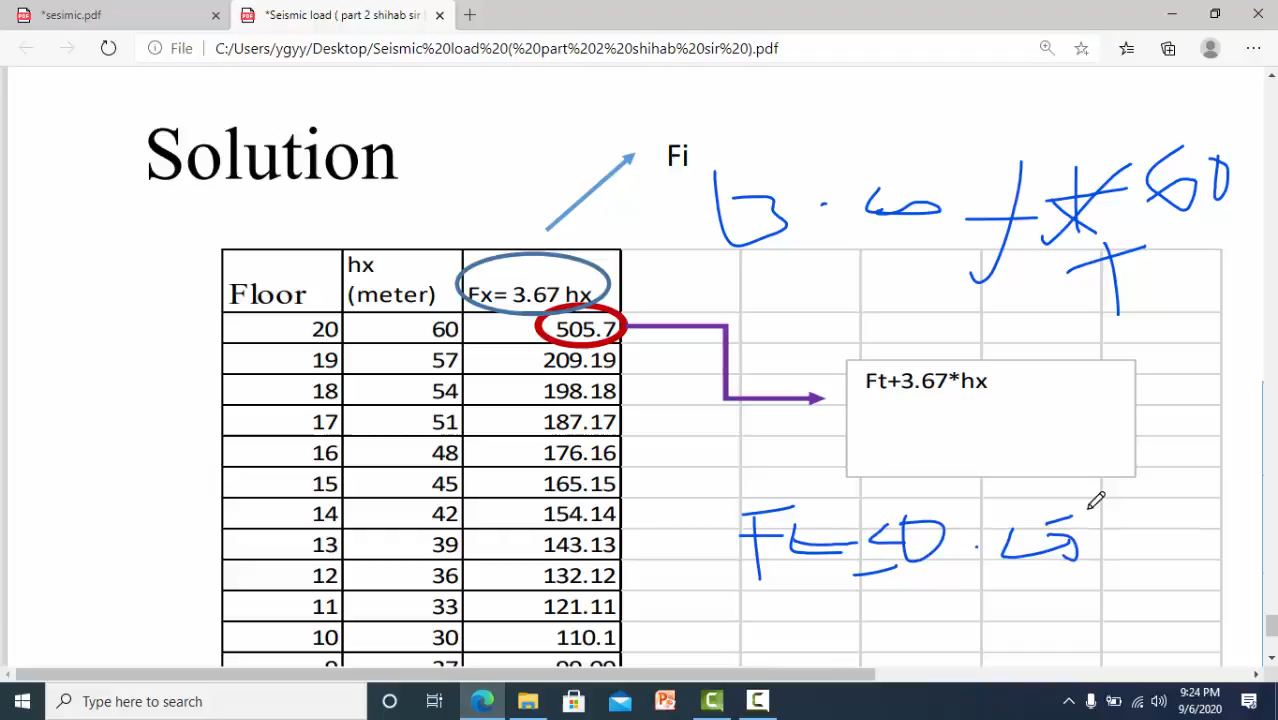 *sesimic.pdf
*Seismic load ( part 2 shihab sir
File C:/Users/ygyy/Desktop/Seismic%20load%20(%20part%202%20shihab%20sir%20).pdf
Solution
Fi
Floor hx (meter) Fx= 3.67 hx
20 60 505.7
19 57 209.19
Ft+3.67*hx
18 54 198.18
17 51 187.17
16 48 176.16
15 45 165.15
14 42 154.14
13 39 143.13
12 36 132.12
11 33 121.11
10 30 110.1
Type here to search
9:24 PM
9/6/2020